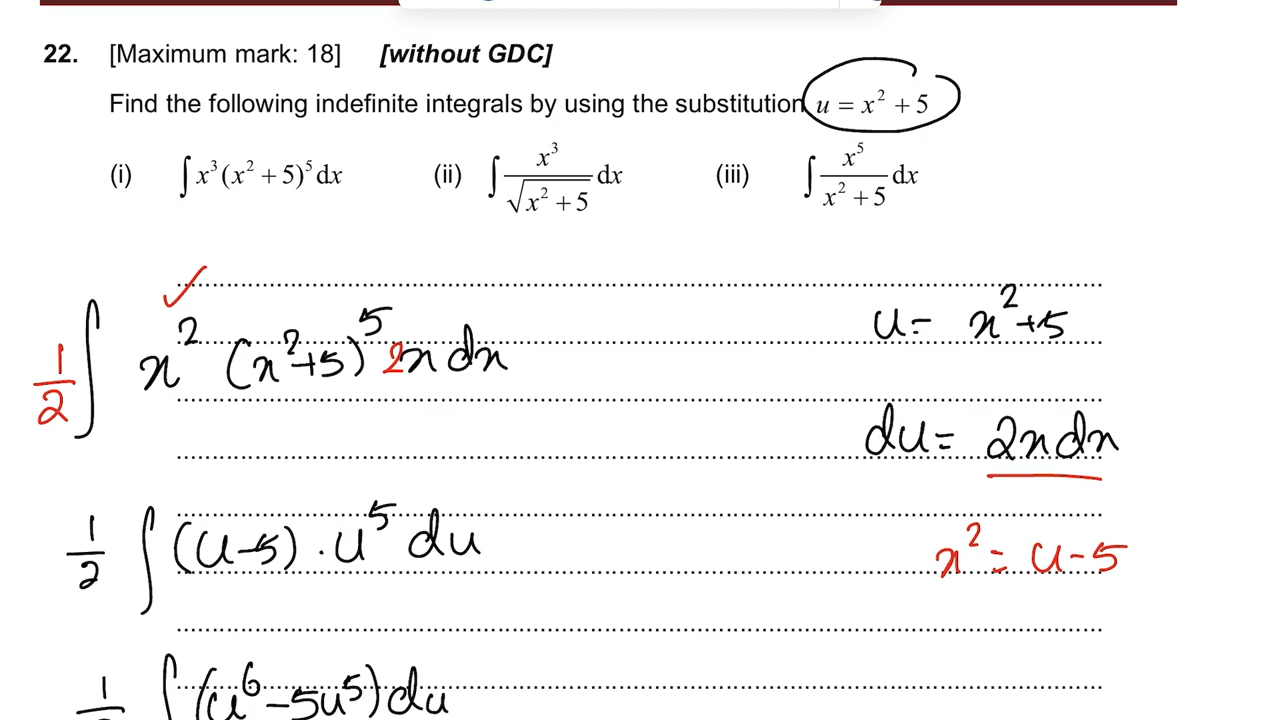 22. [Maximum mark: 18] [without GDC]
Find the following indefinite integrals by using the substitution u = x² + 5
(i) ∫ x³(x² + 5)⁵ dx (ii) ∫ x³/√(x² + 5) dx (iii) ∫ x⁵/(x² + 5) dx
1/2 ∫ x² (x²+5)⁵ 2x dx
u = x²+5
du = 2x dx
1/2 ∫ (u-5) · u⁵ du
x² = u - 5
∫ (u⁶ - 5u⁵) du